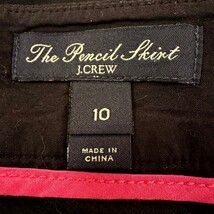 The Pencil Skirt
J.CREW
10
MADE IN
CHINA